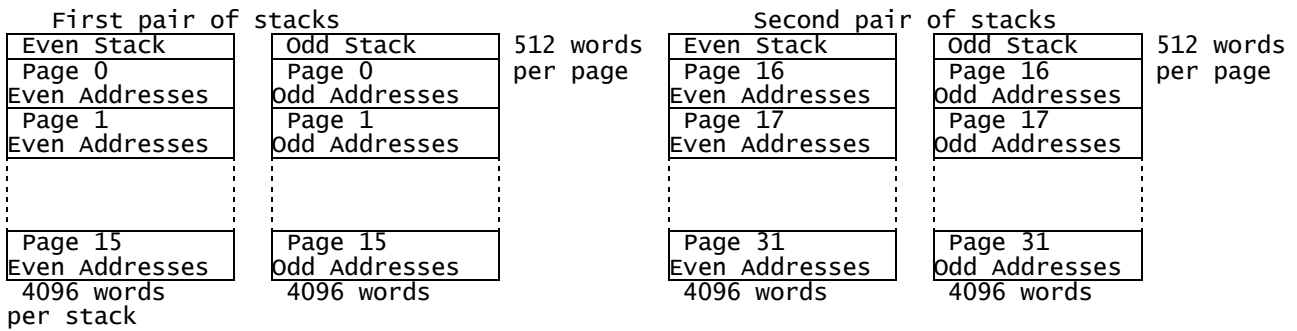 First pair of stacks Second pair of stacks
Even Stack Odd Stack 512 words Even Stack Odd Stack 512 words
Page 0 Page 0 per page Page 16 Page 16 per page
Even Addresses Odd Addresses Even Addresses Odd Addresses
Page 1 Page 1 Page 17 Page 17
Even Addresses Odd Addresses Even Addresses Odd Addresses
Page 15 Page 15 Page 31 Page 31
Even Addresses Odd Addresses Even Addresses Odd Addresses
4096 words 4096 words 4096 words 4096 words
per stack